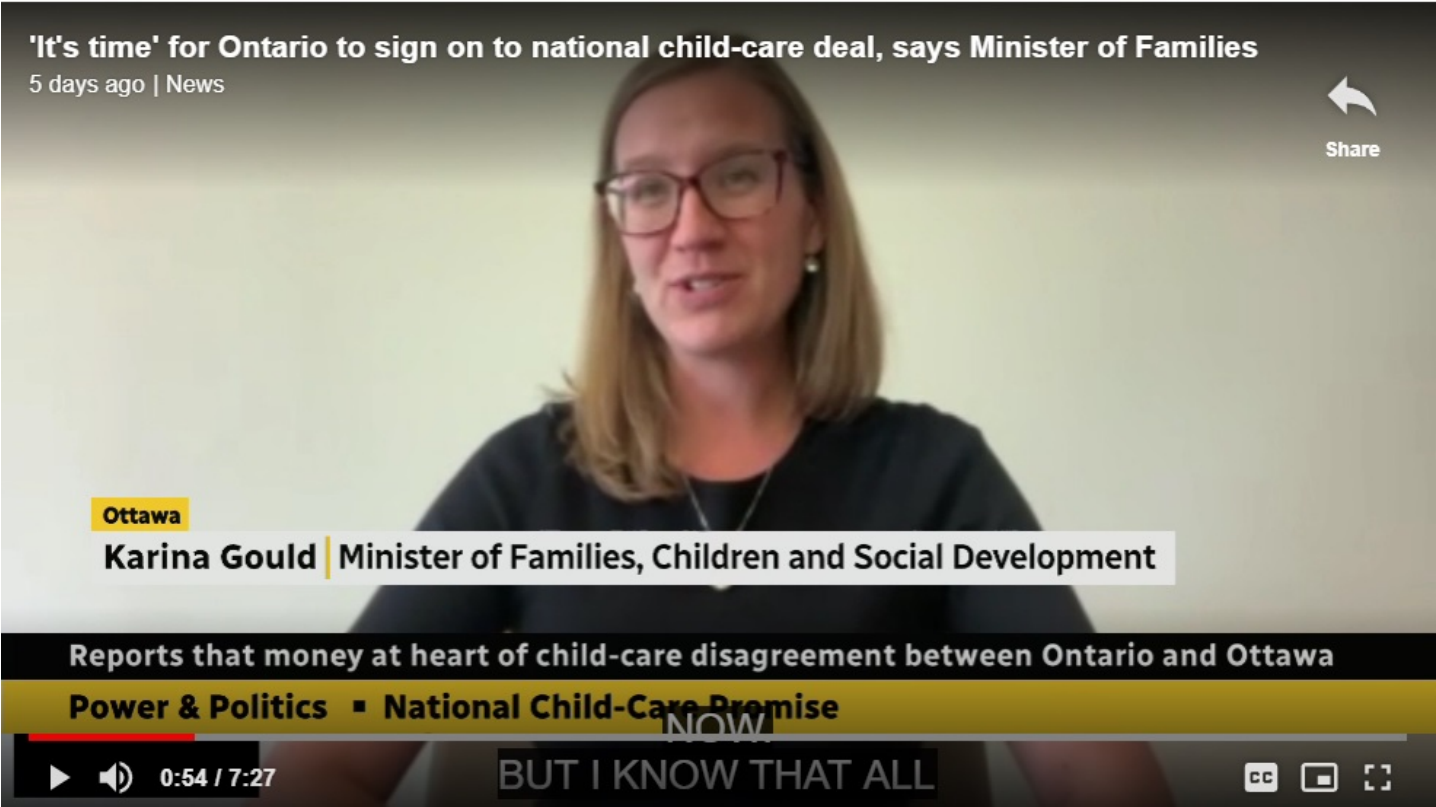 'It's time' for Ontario to sign on to national child-care deal, says Minister of Families
5 days ago | News
Share
Ottawa
Karina Gould | Minister of Families, Children and Social Development
Reports that money at heart of child-care disagreement between Ontario and Ottawa
Power & Politics ▪ National Child-Care Promise
NOW.
BUT I KNOW THAT ALL
0:54 / 7:27
CC